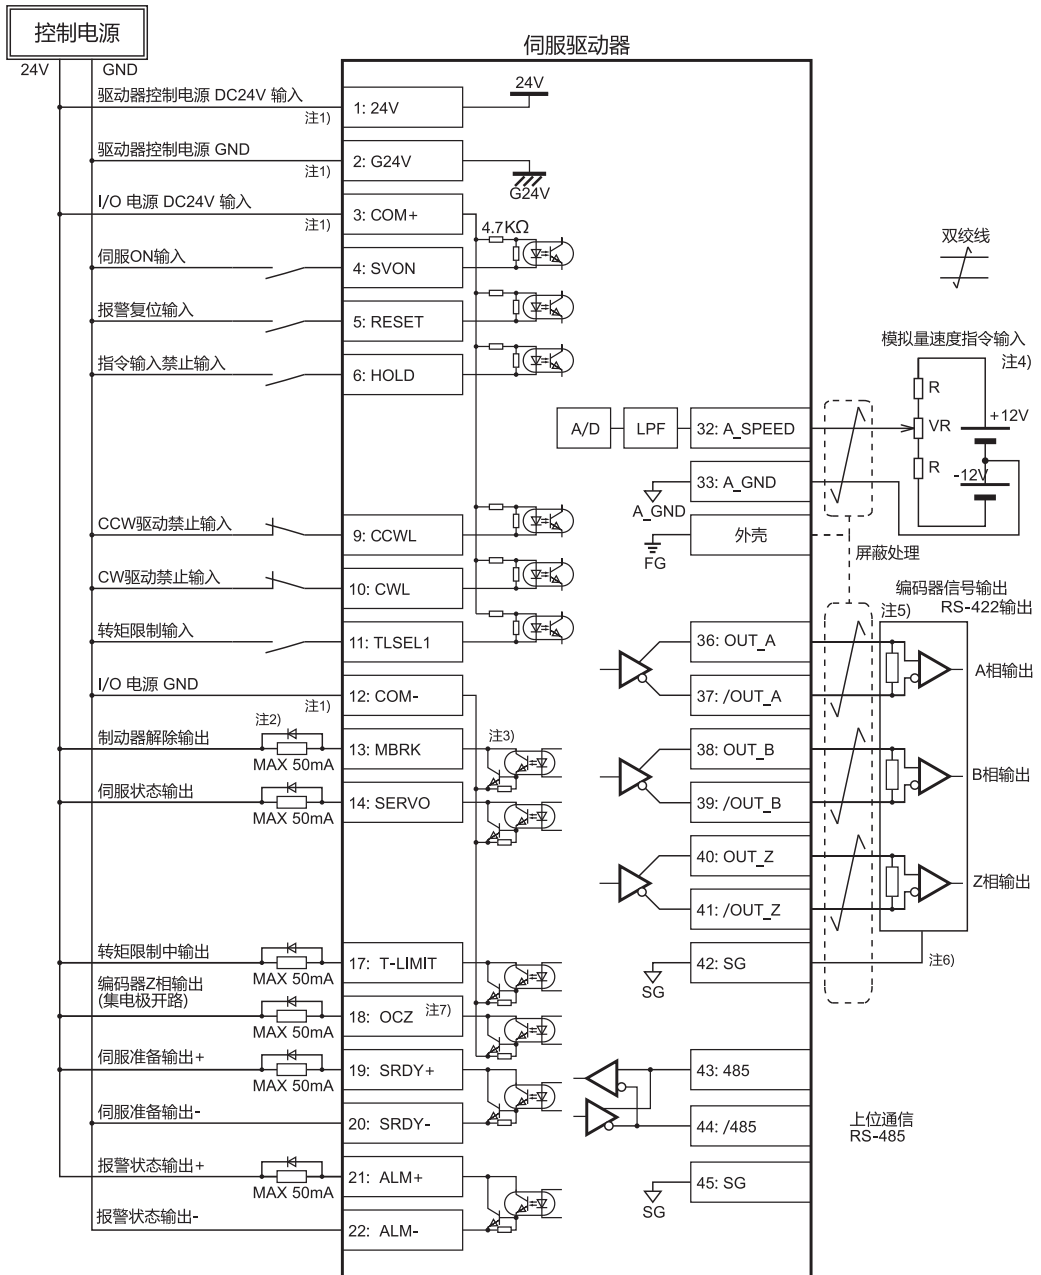 控制电源
24V
GND
伺服驱动器
驱动器控制电源 DC24V 输入
注1)
1: 24V
24V
驱动器控制电源 GND
注1)
2: G24V
G24V
I/O 电源 DC24V 输入
注1)
3: COM+
4.7KΩ
伺服ON输入
4: SVON
报警复位输入
5: RESET
指令输入禁止输入
6: HOLD
CCW驱动禁止输入
9: CCWL
CW驱动禁止输入
10: CWL
转矩限制输入
11: TLSEL1
I/O 电源 GND
注1)
12: COM-
注2)
制动器解除输出
MAX 50mA
13: MBRK
注3)
伺服状态输出
MAX 50mA
14: SERVO
转矩限制中输出
MAX 50mA
17: T-LIMIT
编码器Z相输出
(集电极开路)
MAX 50mA
18: OCZ
注7)
伺服准备输出+
MAX 50mA
19: SRDY+
伺服准备输出-
20: SRDY-
报警状态输出+
MAX 50mA
21: ALM+
报警状态输出-
22: ALM-
双绞线
模拟量速度指令输入
注4)
R
VR
R
+12V
-12V
A/D
LPF
32: A_SPEED
33: A_GND
A_GND
外壳
FG
屏蔽处理
编码器信号输出
RS-422输出
注5)
36: OUT_A
37: /OUT_A
A相输出
38: OUT_B
39: /OUT_B
B相输出
40: OUT_Z
41: /OUT_Z
Z相输出
42: SG
SG
注6)
43: 485
44: /485
上位通信
RS-485
45: SG
SG